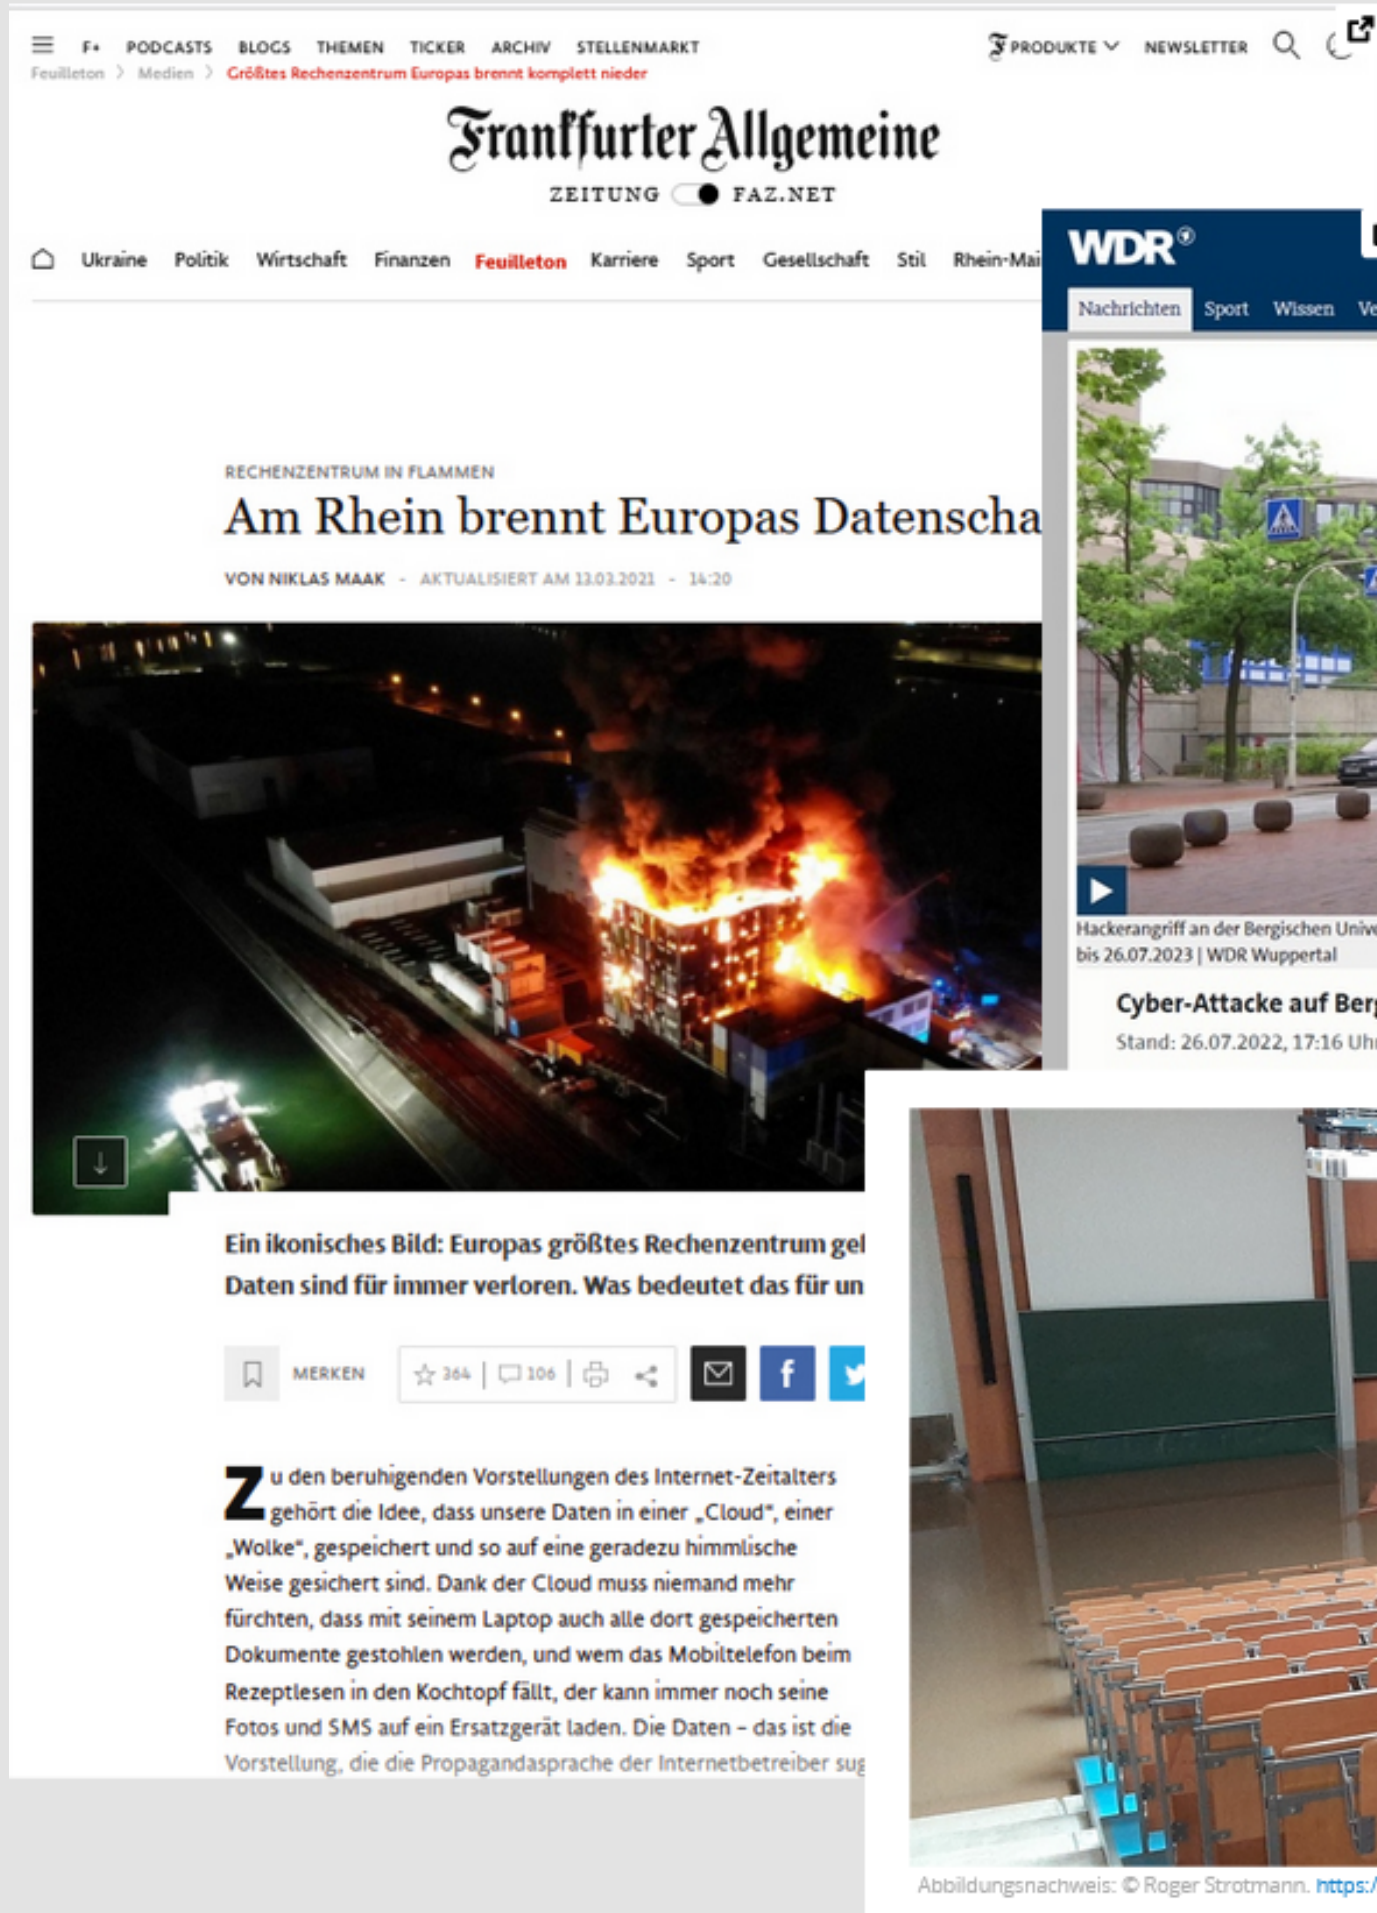 F+ PODCASTS BLOGS THEMEN TICKER ARCHIV STELLENMARKT
PRODUKTE NEWSLETTER
Feuilleton > Medien > Größtes Rechenzentrum Europas brennt komplett nieder
Frankfurter Allgemeine
ZEITUNG FAZ.NET
Ukraine Politik Wirtschaft Finanzen Feuilleton Karriere Sport Gesellschaft Stil Rhein-Mai
RECHENZENTRUM IN FLAMMEN
Am Rhein brennt Europas Datenscha
VON NIKLAS MAAK - AKTUALISIERT AM 13.03.2021 - 14:20
Ein ikonisches Bild: Europas größtes Rechenzentrum gel
Daten sind für immer verloren. Was bedeutet das für un
MERKEN 364 106
Zu den beruhigenden Vorstellungen des Internet-Zeitalters
gehört die Idee, dass unsere Daten in einer „Cloud“, einer
„Wolke“, gespeichert und so auf eine geradezu himmlische
Weise gesichert sind. Dank der Cloud muss niemand mehr
fürchten, dass mit seinem Laptop auch alle dort gespeicherten
Dokumente gestohlen werden, und wem das Mobiltelefon beim
Rezeptlesen in den Kochtopf fällt, der kann immer noch seine
Fotos und SMS auf ein Ersatzgerät laden. Die Daten – das ist die
Vorstellung, die die Propagandasprache der Internetbetreiber sug
WDR
Nachrichten Sport Wissen Ve
Hackerangriff an der Bergischen Unive
bis 26.07.2023 | WDR Wuppertal
Cyber-Attacke auf Berg
Stand: 26.07.2022, 17:16 Uhr
Abbildungsnachweis: © Roger Strotmann. https:/